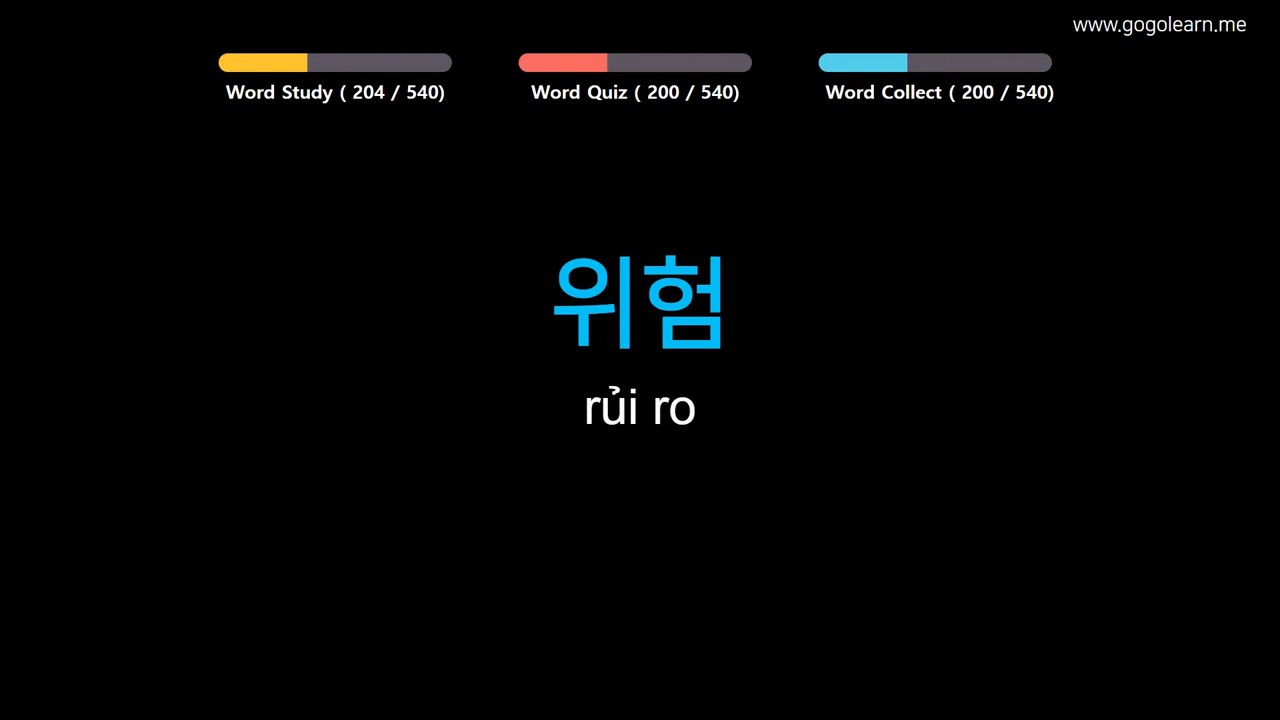 www.gogolearn.me
Word Study ( 204 / 540)
Word Quiz ( 200 / 540)
Word Collect ( 200 / 540)
위험
rủi ro